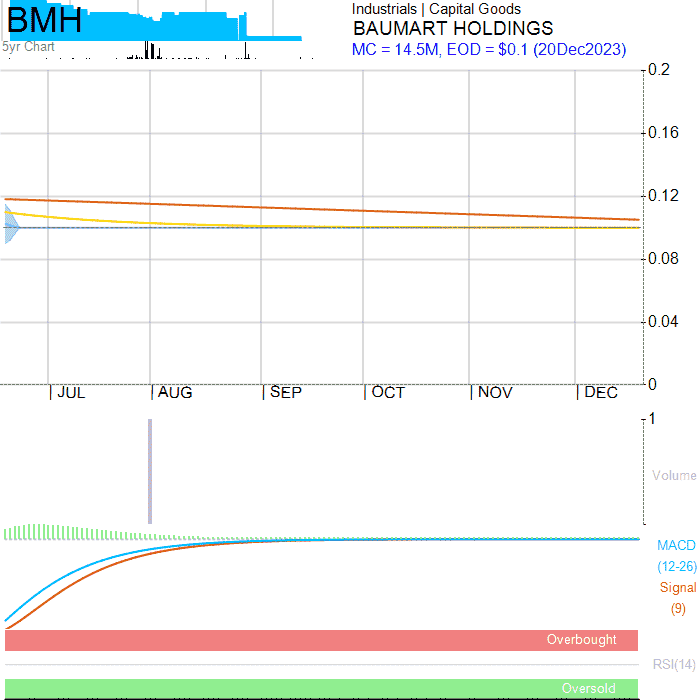 BMH
5yr Chart
Industrials | Capital Goods
BAUMART HOLDINGS
MC = 14.5M, EOD = $0.1 (20Dec2023)
0.2
0.16
0.12
0.08
0.04
0
| JUL | AUG | SEP | OCT | NOV | DEC
1
Volume
MACD
(12-26)
Signal
(9)
Overbought
RSI(14)
Oversold